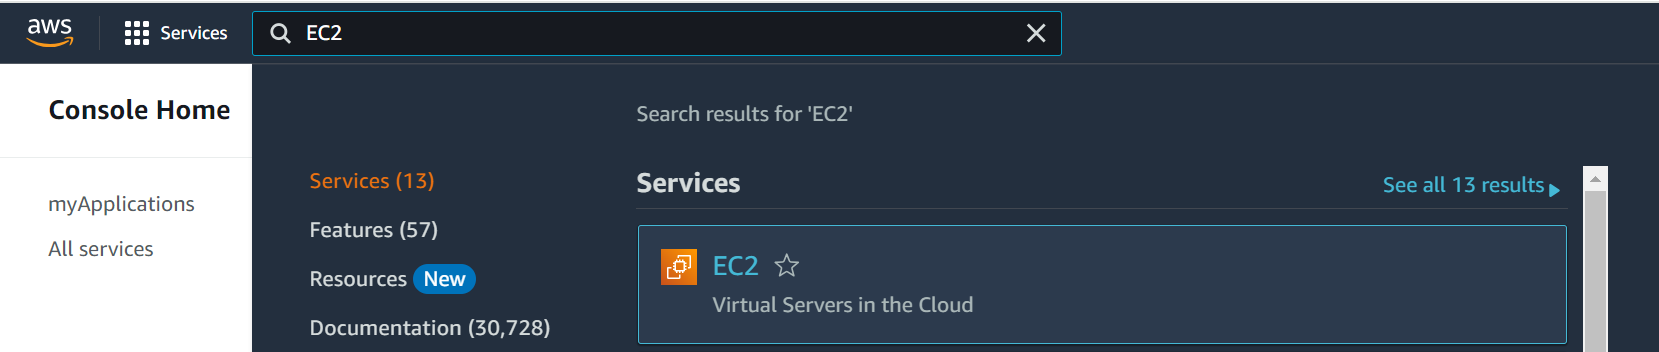 aws Services EC2
Console Home
myApplications
All services
Search results for 'EC2'
Services (13)
Features (57)
Resources New
Documentation (30,728)
Services See all 13 results
EC2
Virtual Servers in the Cloud